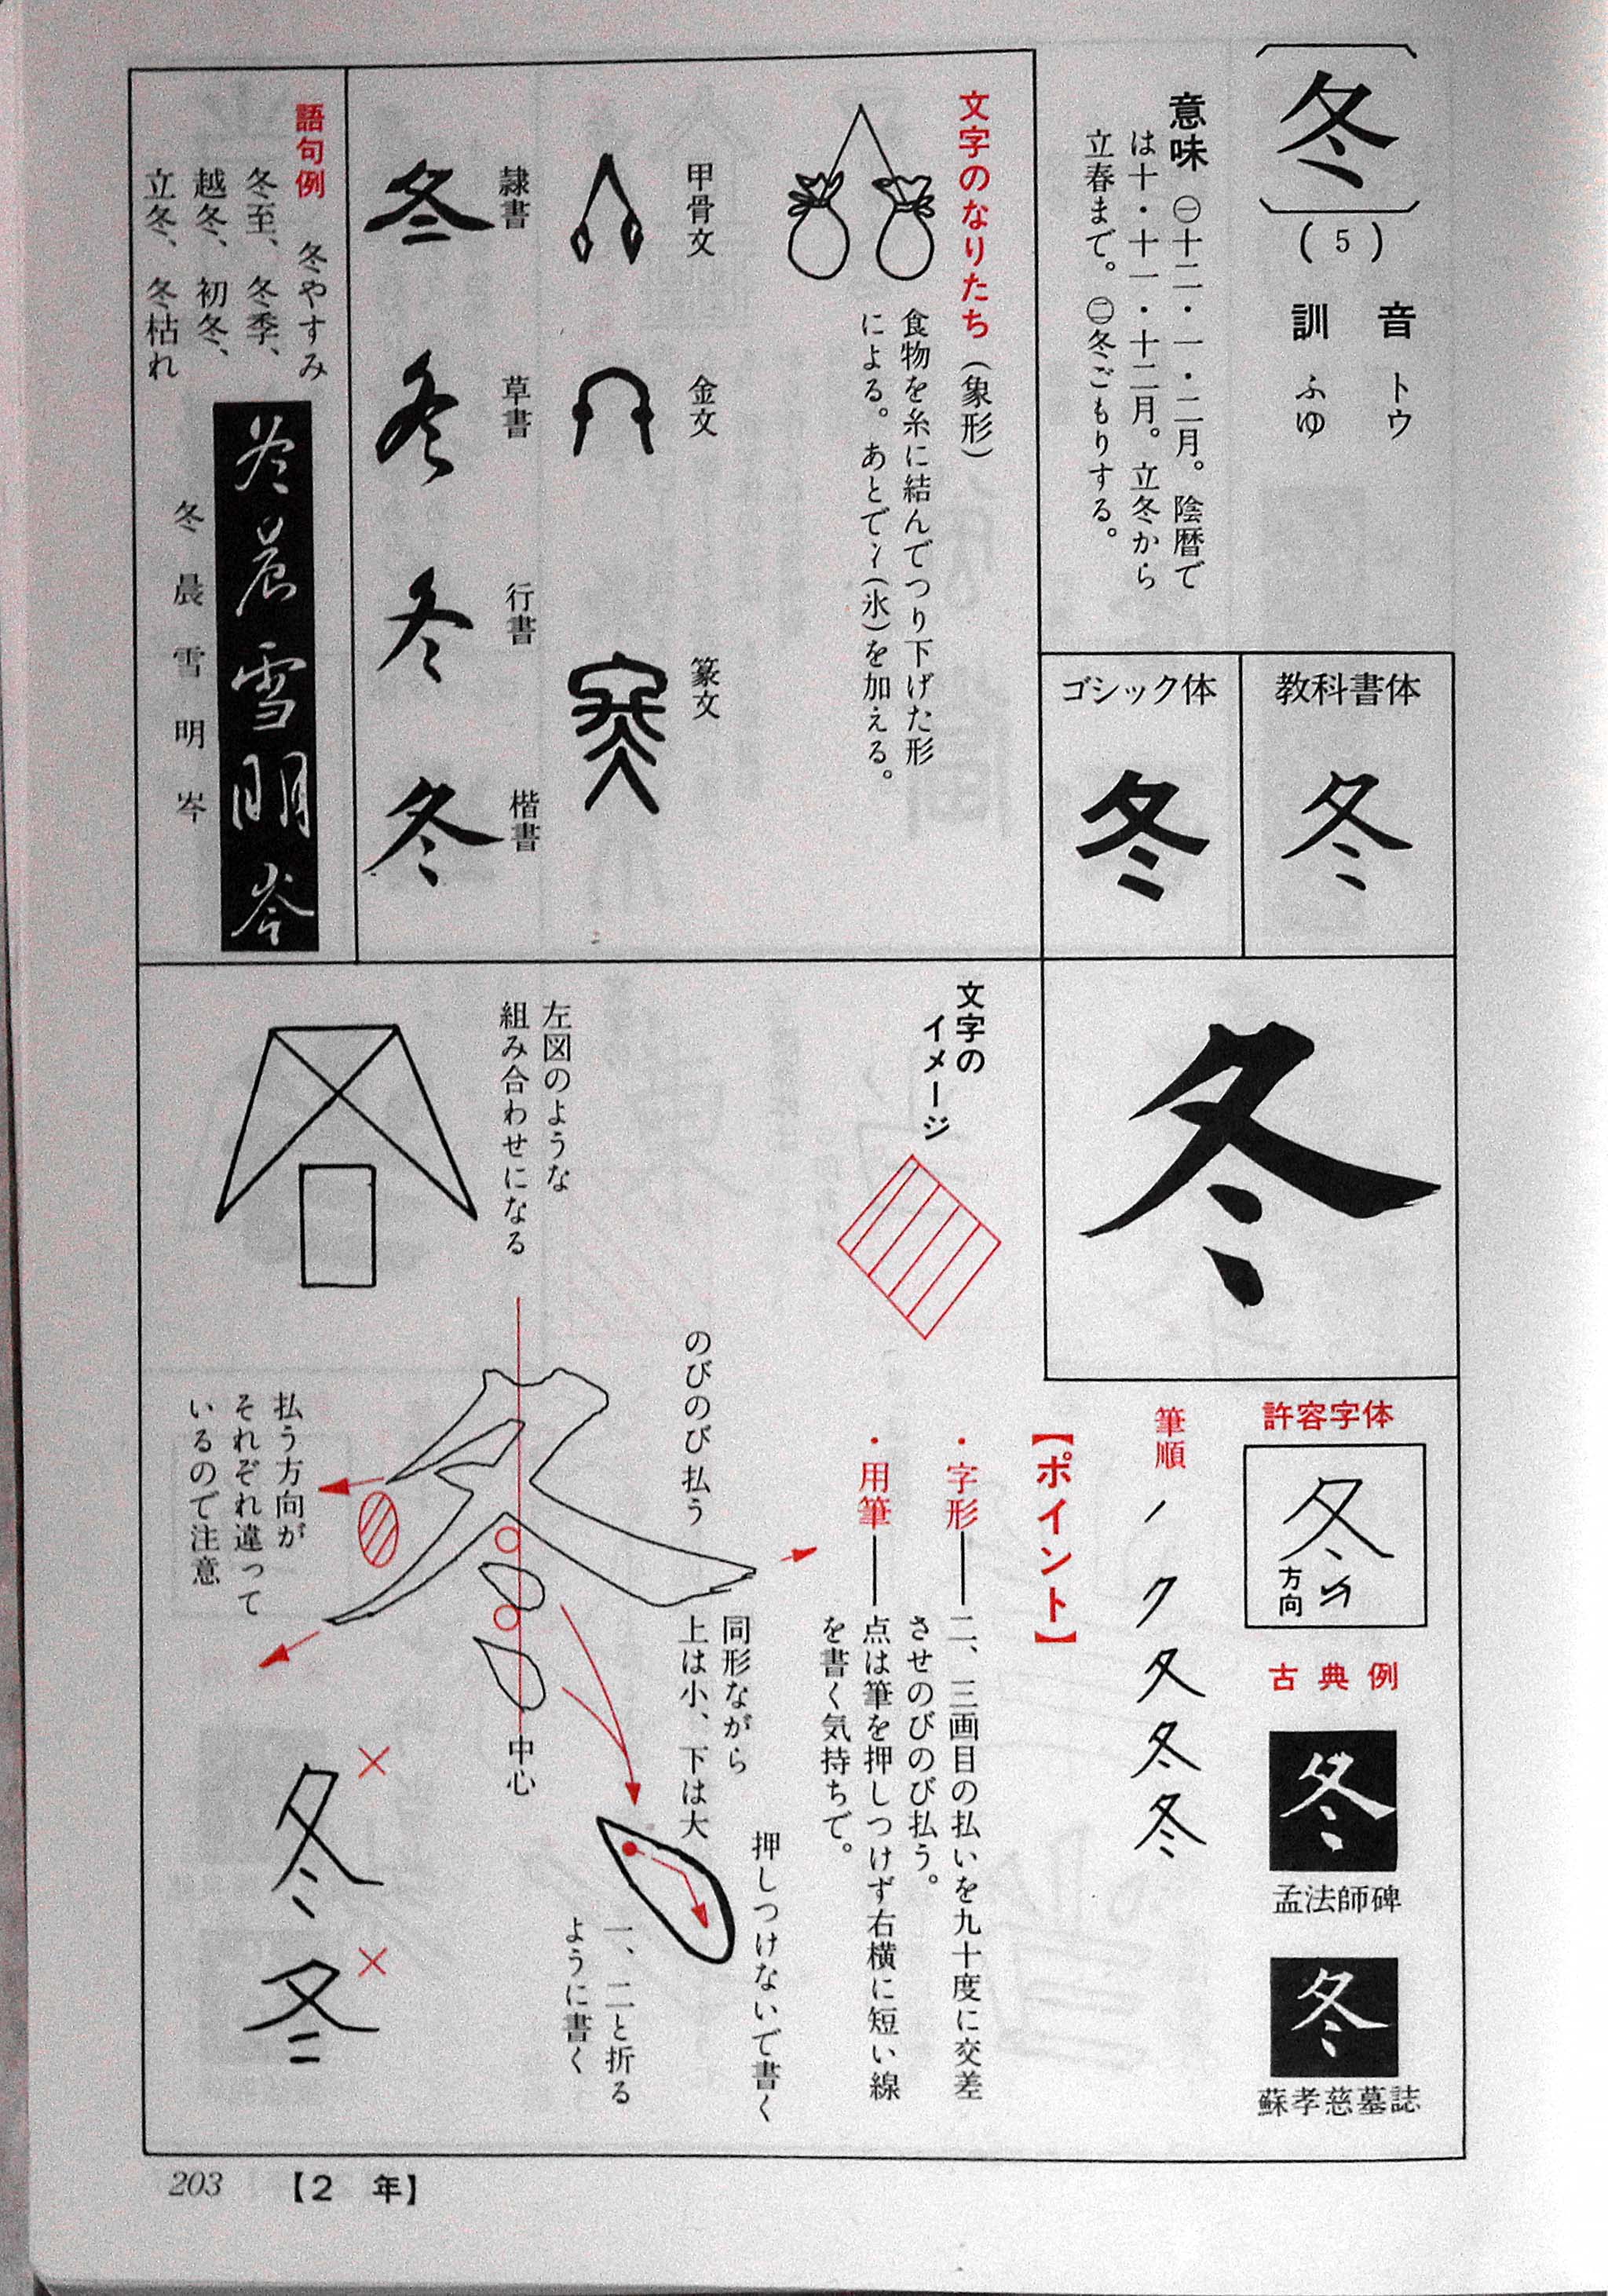 冬
(5)
音 トウ
訓 ふゆ
意味 ㊀十二・一・二月。陰暦で
は十・十一・十二月。立冬から
立春まで。㊁冬ごもりする。
教科書体
冬
ゴシック体
冬
文字のなりたち (象形)
食物を糸に結んでつり下げた形
による。あとで冫(氷)を加える。
甲骨文
金文
篆文
隷書
冬
草書
冬
行書
冬
楷書
冬
語句例 冬やすみ
冬至、冬季、
越冬、初冬、
立冬、冬枯れ
冬晨雪明岑
冬晨雪明岑
冬
許容字体
冬
方向
古典例
冬
孟法師碑
冬
蘇孝慈墓誌
筆順
ノ ク 夂 冬 冬
【ポイント】
・字形——二、三画目の払いを九十度に交差
させのびのび払う。
・用筆——点は筆を押しつけず右横に短い線
を書く気持ちで。
文字の
イメージ
左図のような
組み合わせになる
のびのび払う
同形ながら
上は小、下は大
押しつけないで書く
一、二と折る
ように書く
中心
払う方向が
それぞれ違って
いるので注意
冬
冬
203 【2 年】